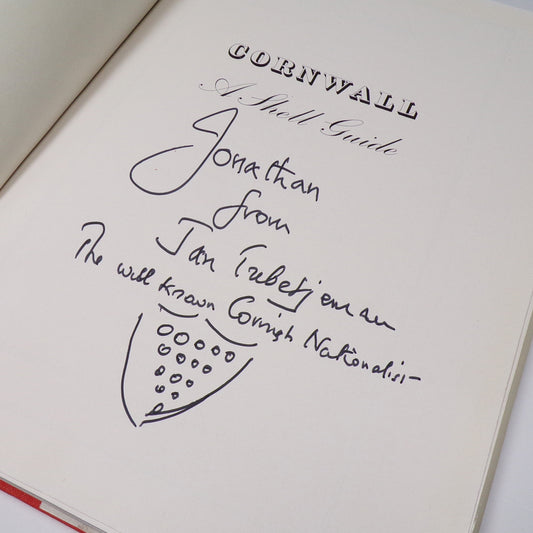 CORNWALL
A Shell Guide
Jonathan
from
Jan Trebetjeman
The well known Cornish Nationalist